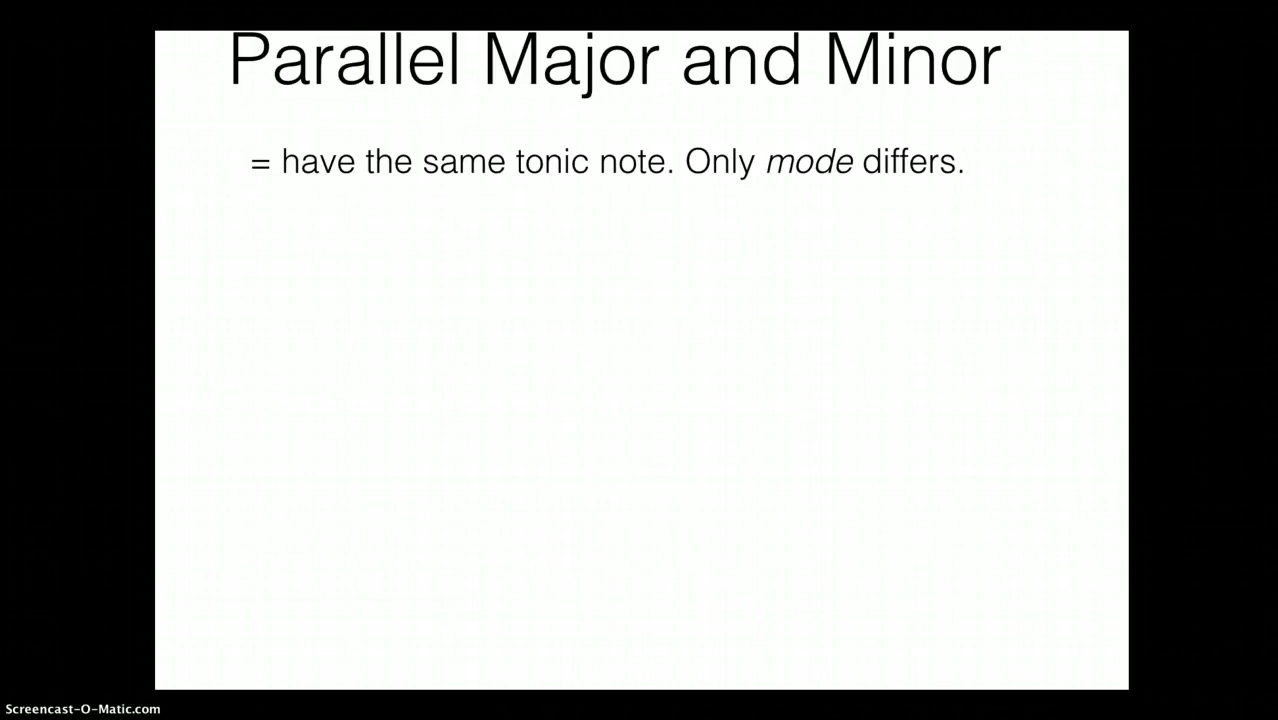 Parallel Major and Minor
= have the same tonic note. Only mode differs.
Screencast-O-Matic.com